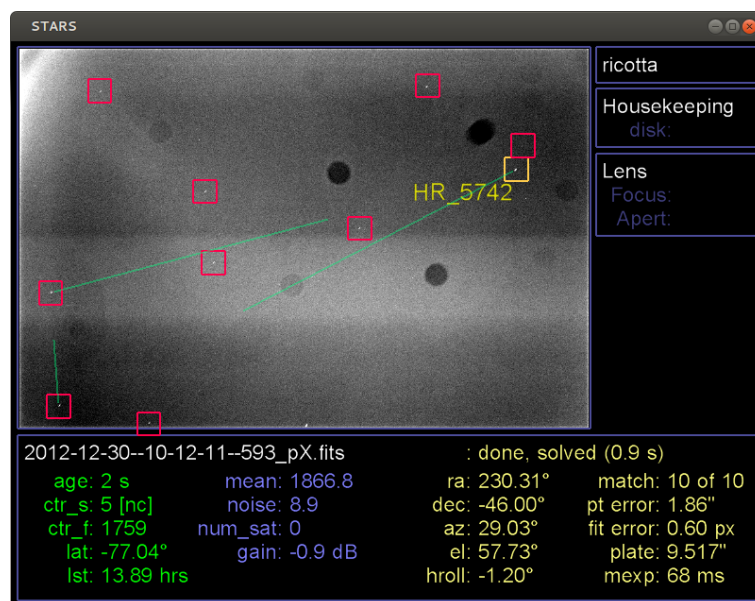 STARS
ricotta
Housekeeping
disk:
Lens
Focus:
Apert:
HR_5742
2012-12-30--10-12-11--593_pX.fits : done, solved (0.9 s)
age: 2 s mean: 1866.8 ra: 230.31° match: 10 of 10
ctr_s: 5 [nc] noise: 8.9 dec: -46.00° pt error: 1.86"
ctr_f: 1759 num_sat: 0 az: 29.03° fit error: 0.60 px
lat: -77.04° gain: -0.9 dB el: 57.73° plate: 9.517"
lst: 13.89 hrs hroll: -1.20° mexp: 68 ms